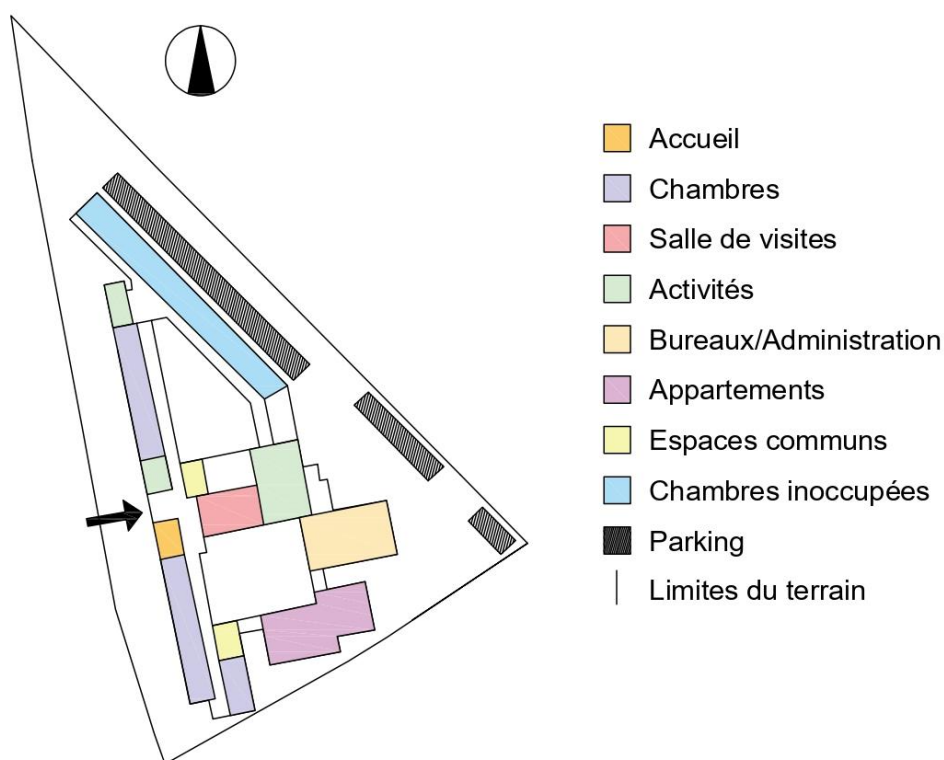 Accueil
Chambres
Salle de visites
Activités
Bureaux/Administration
Appartements
Espaces communs
Chambres inoccupées
Parking
Limites du terrain